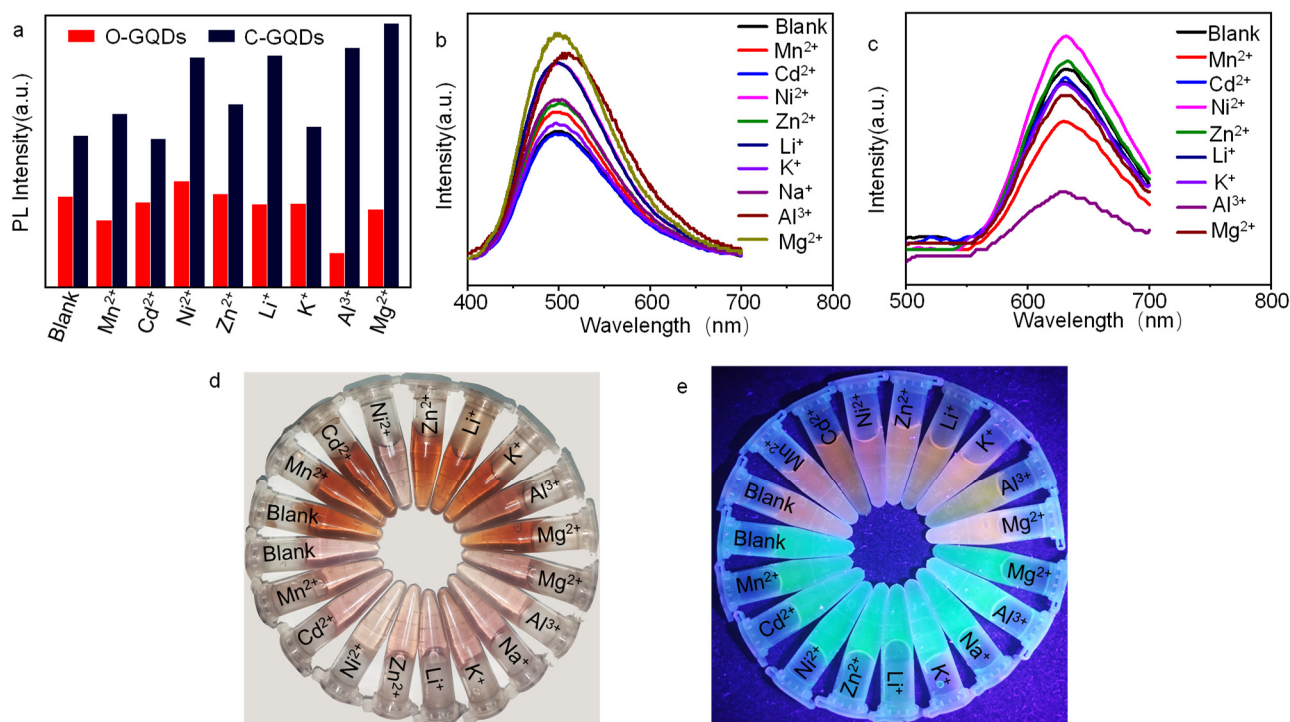 a
O-GQDs
C-GQDs
PL Intensity(a.u.)
Blank
Mn²⁺
Cd²⁺
Ni²⁺
Zn²⁺
Li⁺
K⁺
Al³⁺
Mg²⁺
b
Intensity(a.u.)
Blank
Mn²⁺
Cd²⁺
Ni²⁺
Zn²⁺
Li⁺
K⁺
Na⁺
Al³⁺
Mg²⁺
400 500 600 700 800
Wavelength (nm)
c
Intensity(a.u.)
Blank
Mn²⁺
Cd²⁺
Ni²⁺
Zn²⁺
Li⁺
K⁺
Al³⁺
Mg²⁺
500 600 700 800
Wavelength (nm)
d
Blank
Mn²⁺
Cd²⁺
Ni²⁺
Zn²⁺
Li⁺
K⁺
Al³⁺
Mg²⁺
Blank
Mn²⁺
Cd²⁺
Ni²⁺
Zn²⁺
Li⁺
K⁺
Na⁺
Al³⁺
Mg²⁺
e
Blank
Mn²⁺
Cd²⁺
Ni²⁺
Zn²⁺
Li⁺
K⁺
Al³⁺
Mg²⁺
Blank
Mn²⁺
Cd²⁺
Ni²⁺
Zn²⁺
Li⁺
K⁺
Na⁺
Al³⁺
Mg²⁺